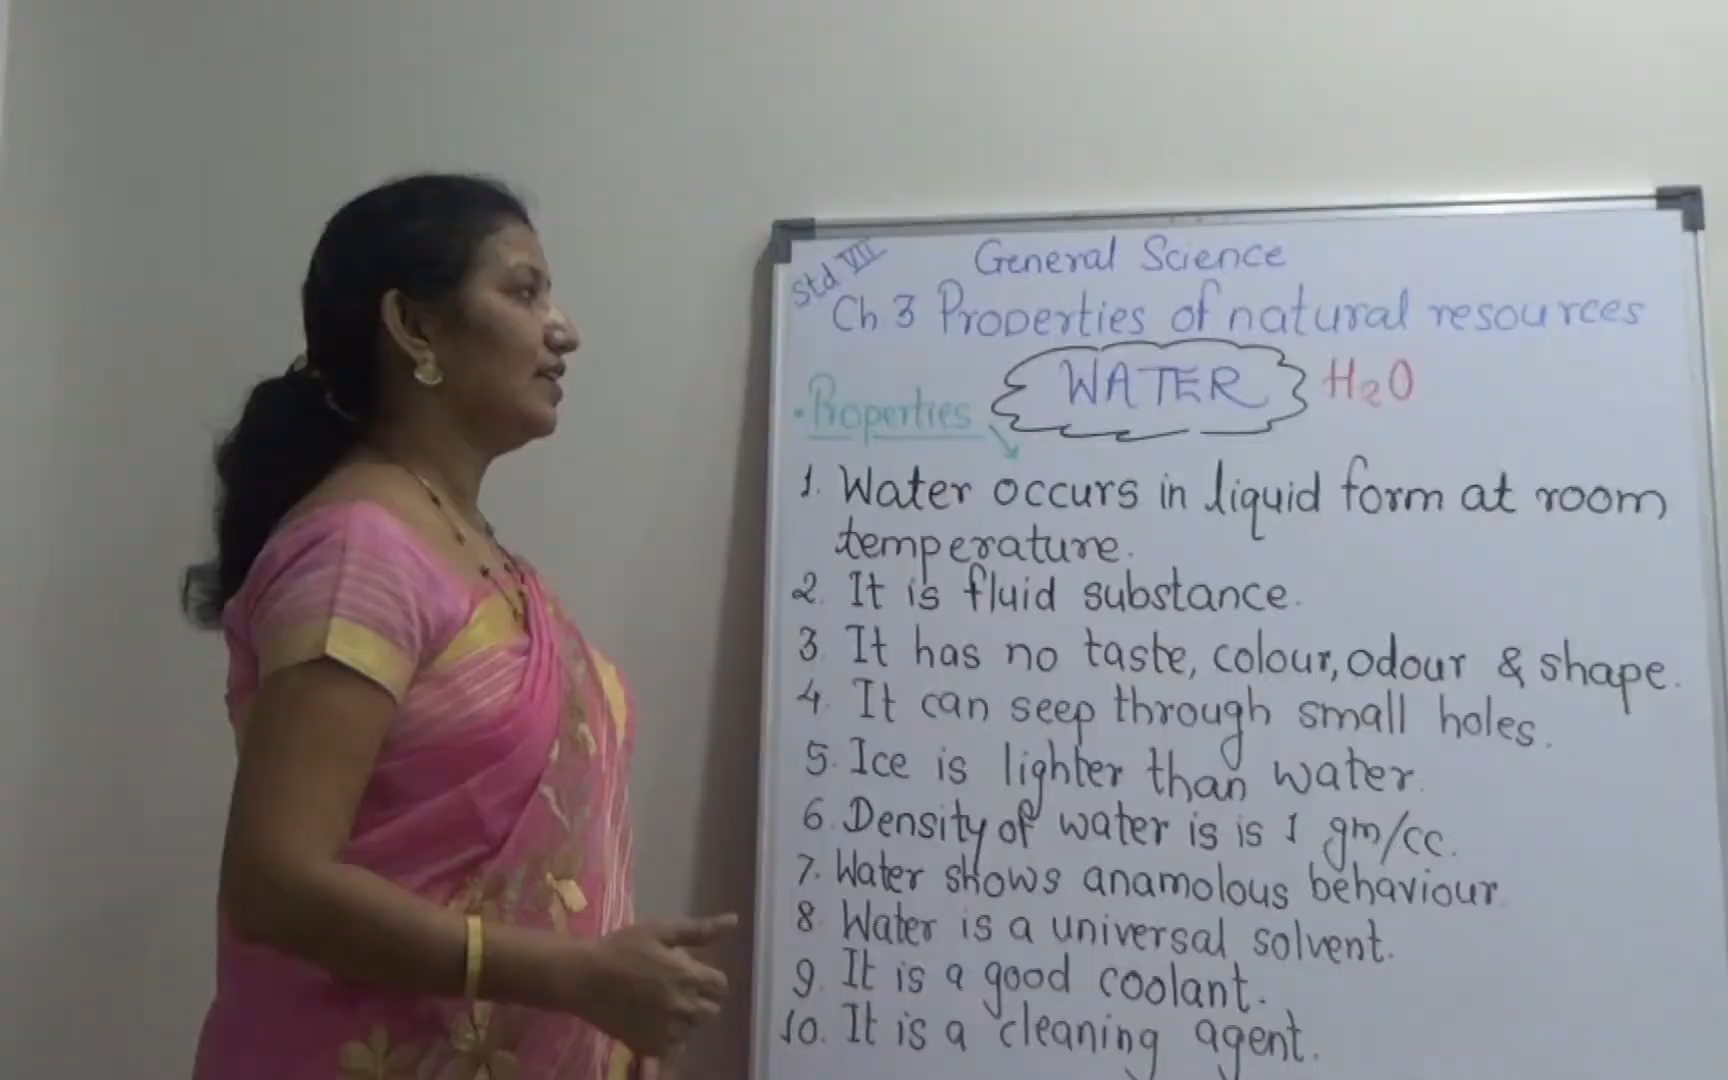 Std VII
General Science
Ch 3 Properties of natural resources
WATER H2O
• Properties
1. Water occurs in liquid form at room
temperature.
2. It is fluid substance.
3. It has no taste, colour, odour & shape.
4. It can seep through small holes.
5. Ice is lighter than water.
6. Density of water is is 1 gm/cc.
7. Water shows anamolous behaviour.
8. Water is a universal solvent.
9. It is a good coolant.
10. It is a cleaning agent.